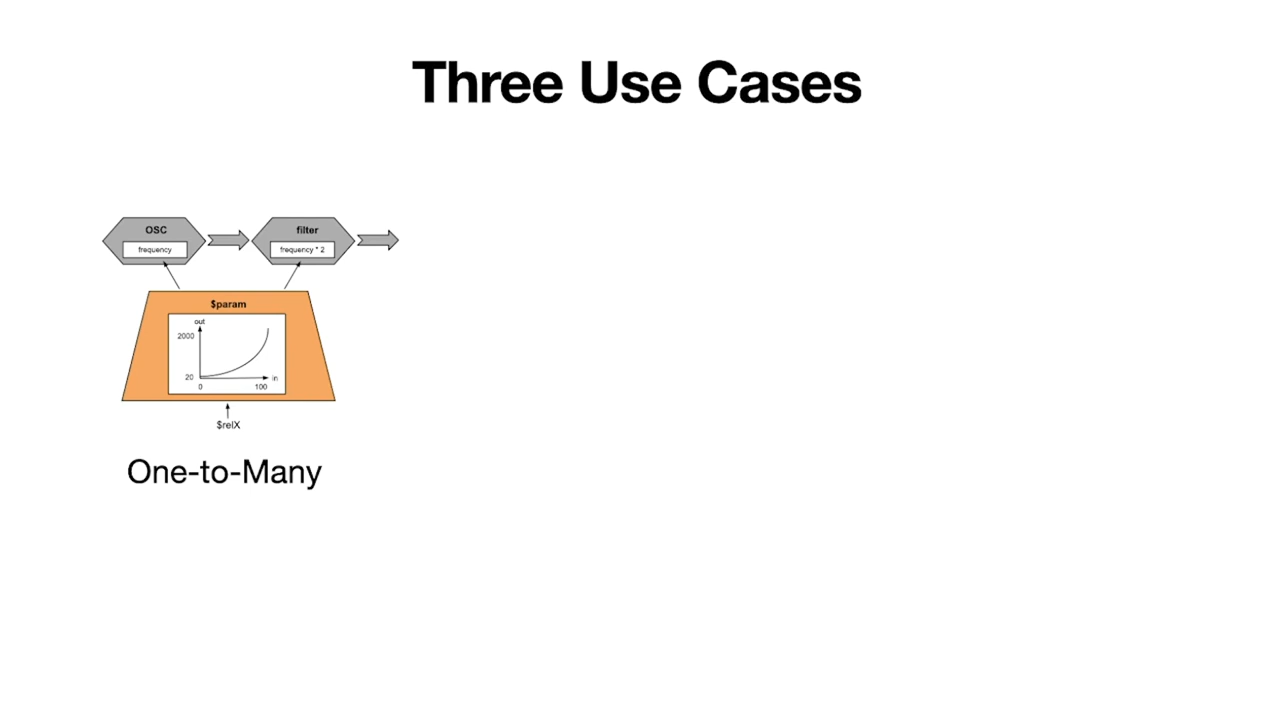 Three Use Cases
OSC
frequency
filter
frequency * 2
$param
out
2000
20
in
0
100
$relX
One-to-Many